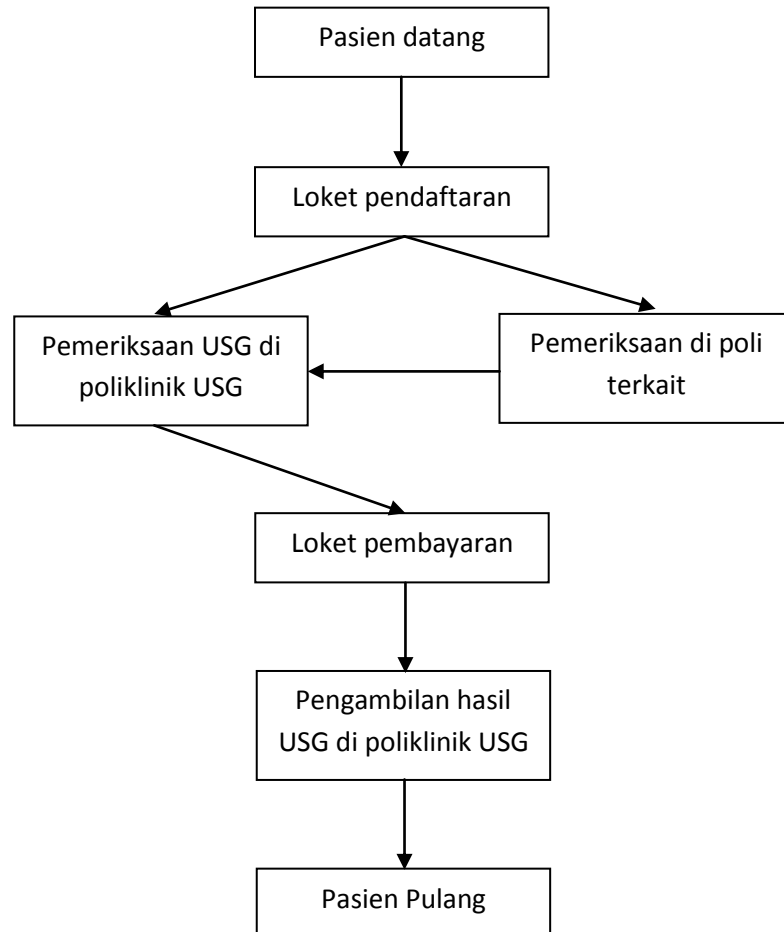 Pasien datang
Loket pendaftaran
Pemeriksaan USG di
poliklinik USG
Pemeriksaan di poli
terkait
Loket pembayaran
Pengambilan hasil
USG di poliklinik USG
Pasien Pulang